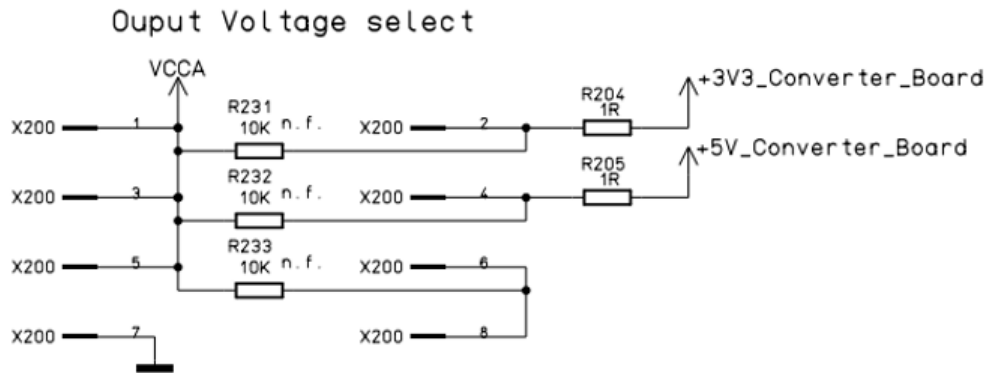 Ouput Voltage select
VCCA
+3V3_Converter_Board
R204
1R
R231
10K n.f.
X200 1
X200 2
+5V_Converter_Board
R205
1R
R232
10K n.f.
X200 3
X200 4
R233
10K n.f.
X200 5
X200 6
X200 7
X200 8